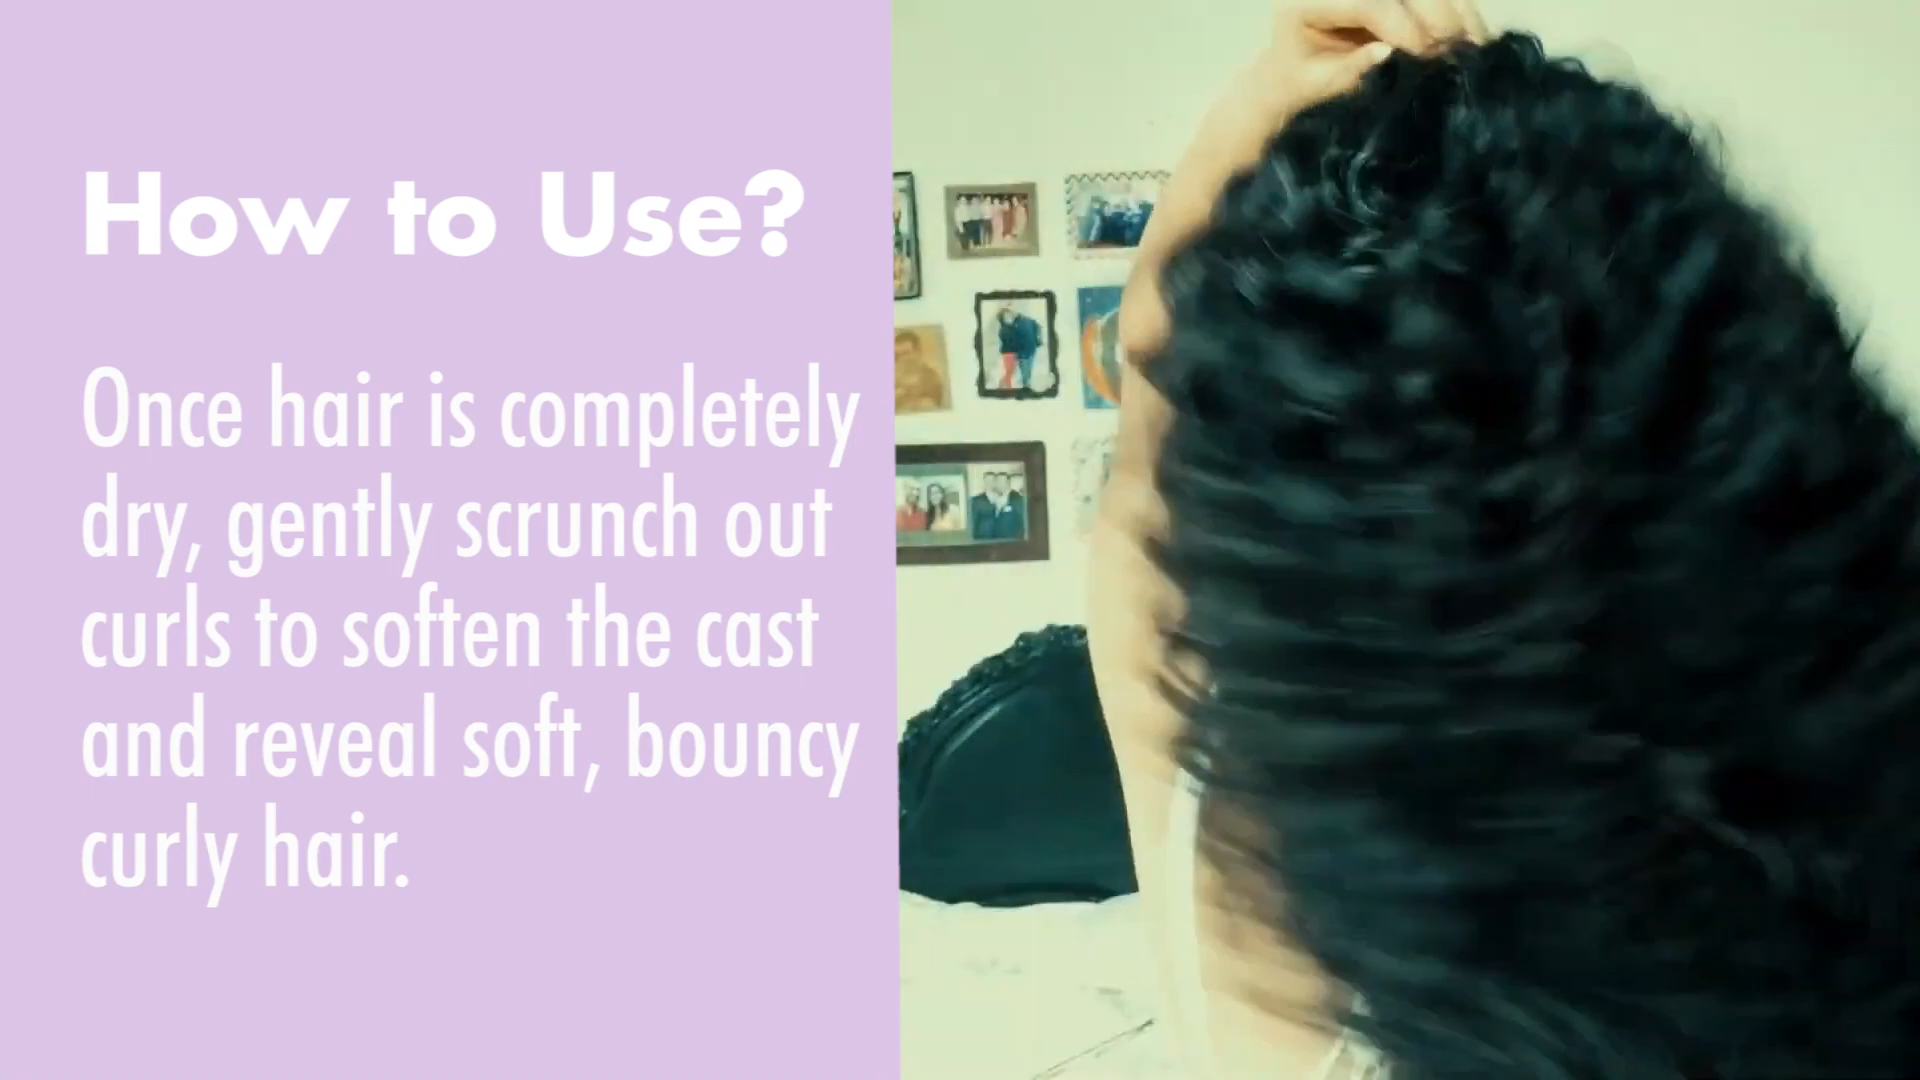 How to Use?
Once hair is completely
dry, gently scrunch out
curls to soften the cast
and reveal soft, bouncy
curly hair.